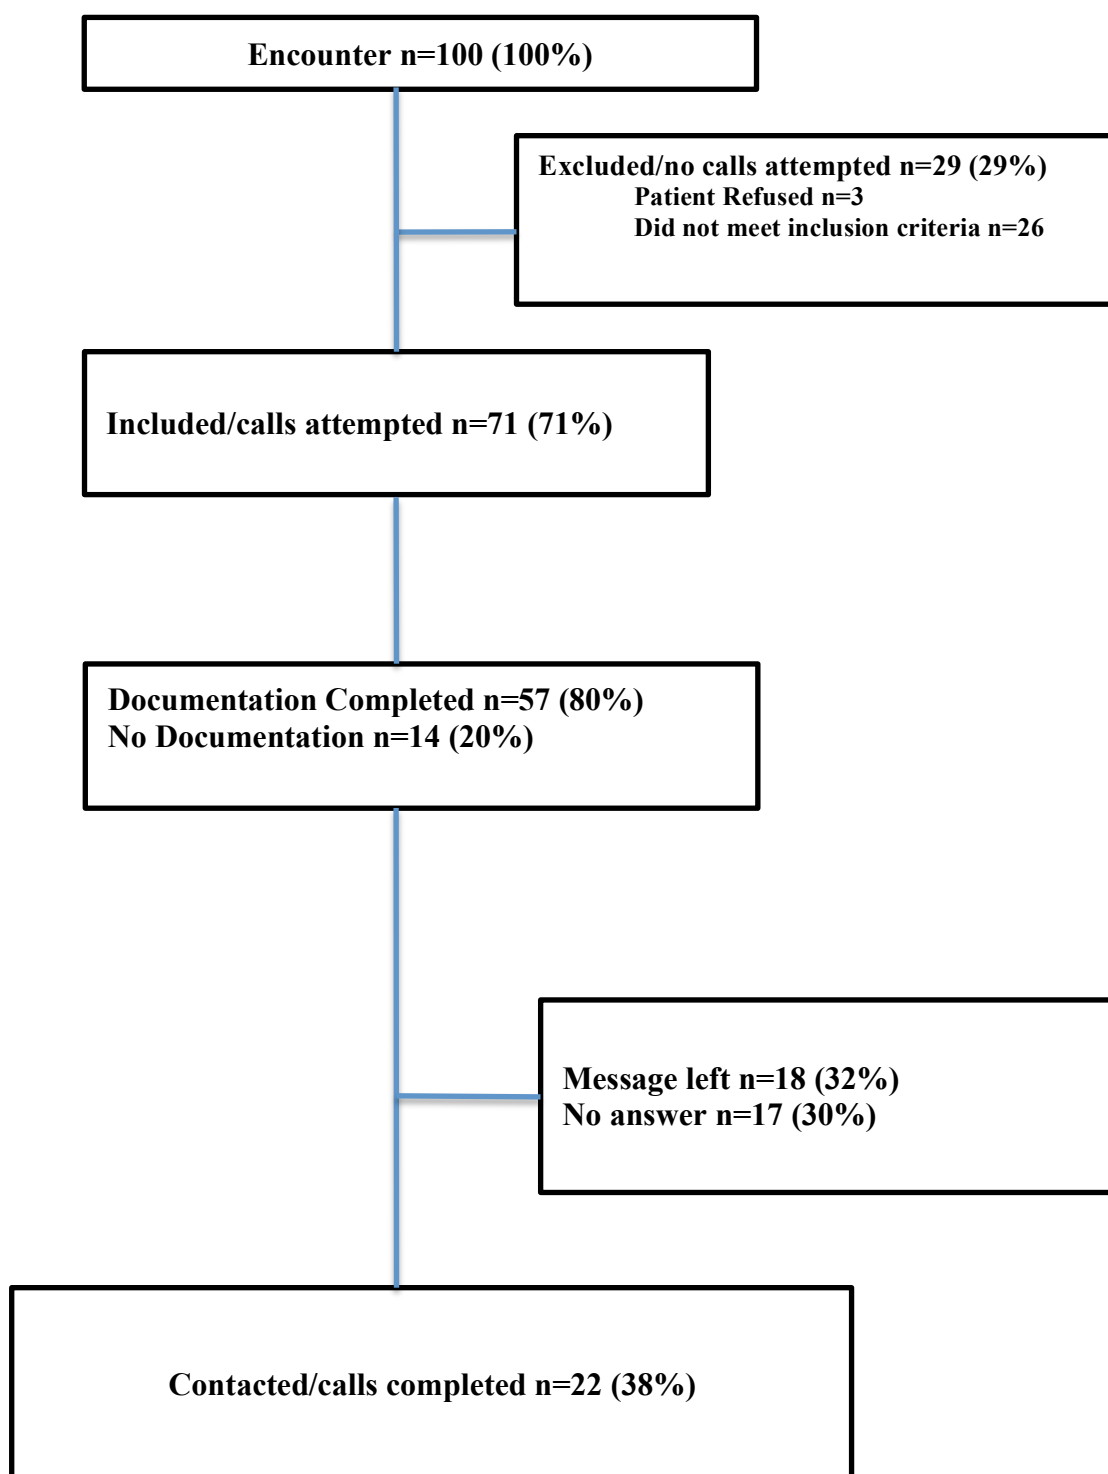 Encounter n=100 (100%)
Excluded/no calls attempted n=29 (29%)
Patient Refused n=3
Did not meet inclusion criteria n=26
Included/calls attempted n=71 (71%)
Documentation Completed n=57 (80%)
No Documentation n=14 (20%)
Message left n=18 (32%)
No answer n=17 (30%)
Contacted/calls completed n=22 (38%)